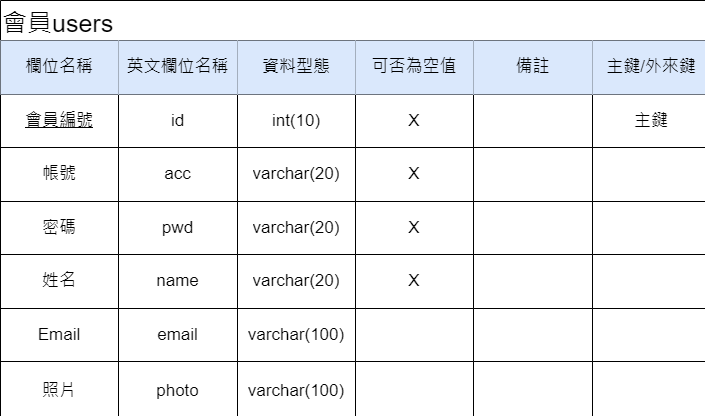 會員users
欄位名稱 英文欄位名稱 資料型態 可否為空值 備註 主鍵/外來鍵
會員編號 id int(10) X 主鍵
帳號 acc varchar(20) X
密碼 pwd varchar(20) X
姓名 name varchar(20) X
Email email varchar(100)
照片 photo varchar(100)